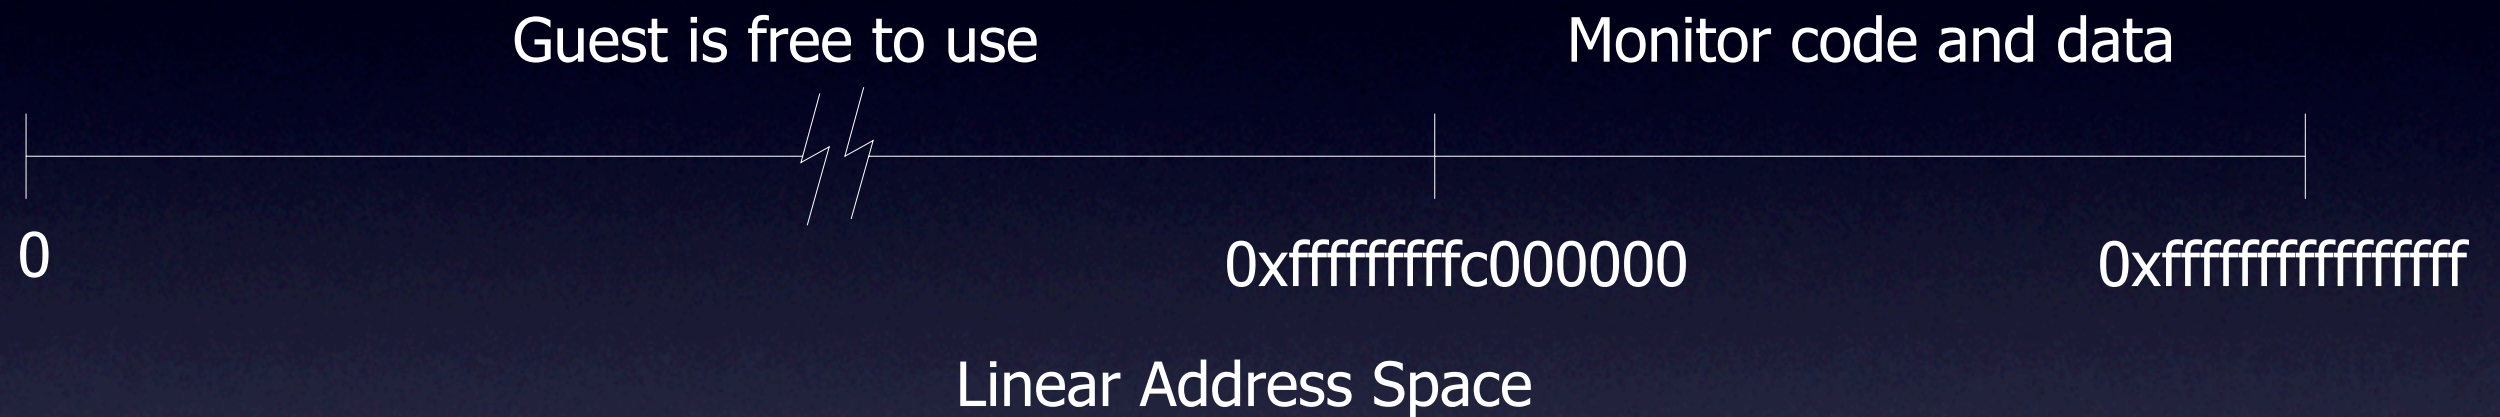 Guest is free to use Monitor code and data
0 0xfffffffffc000000 0xffffffffffffffff
Linear Address Space